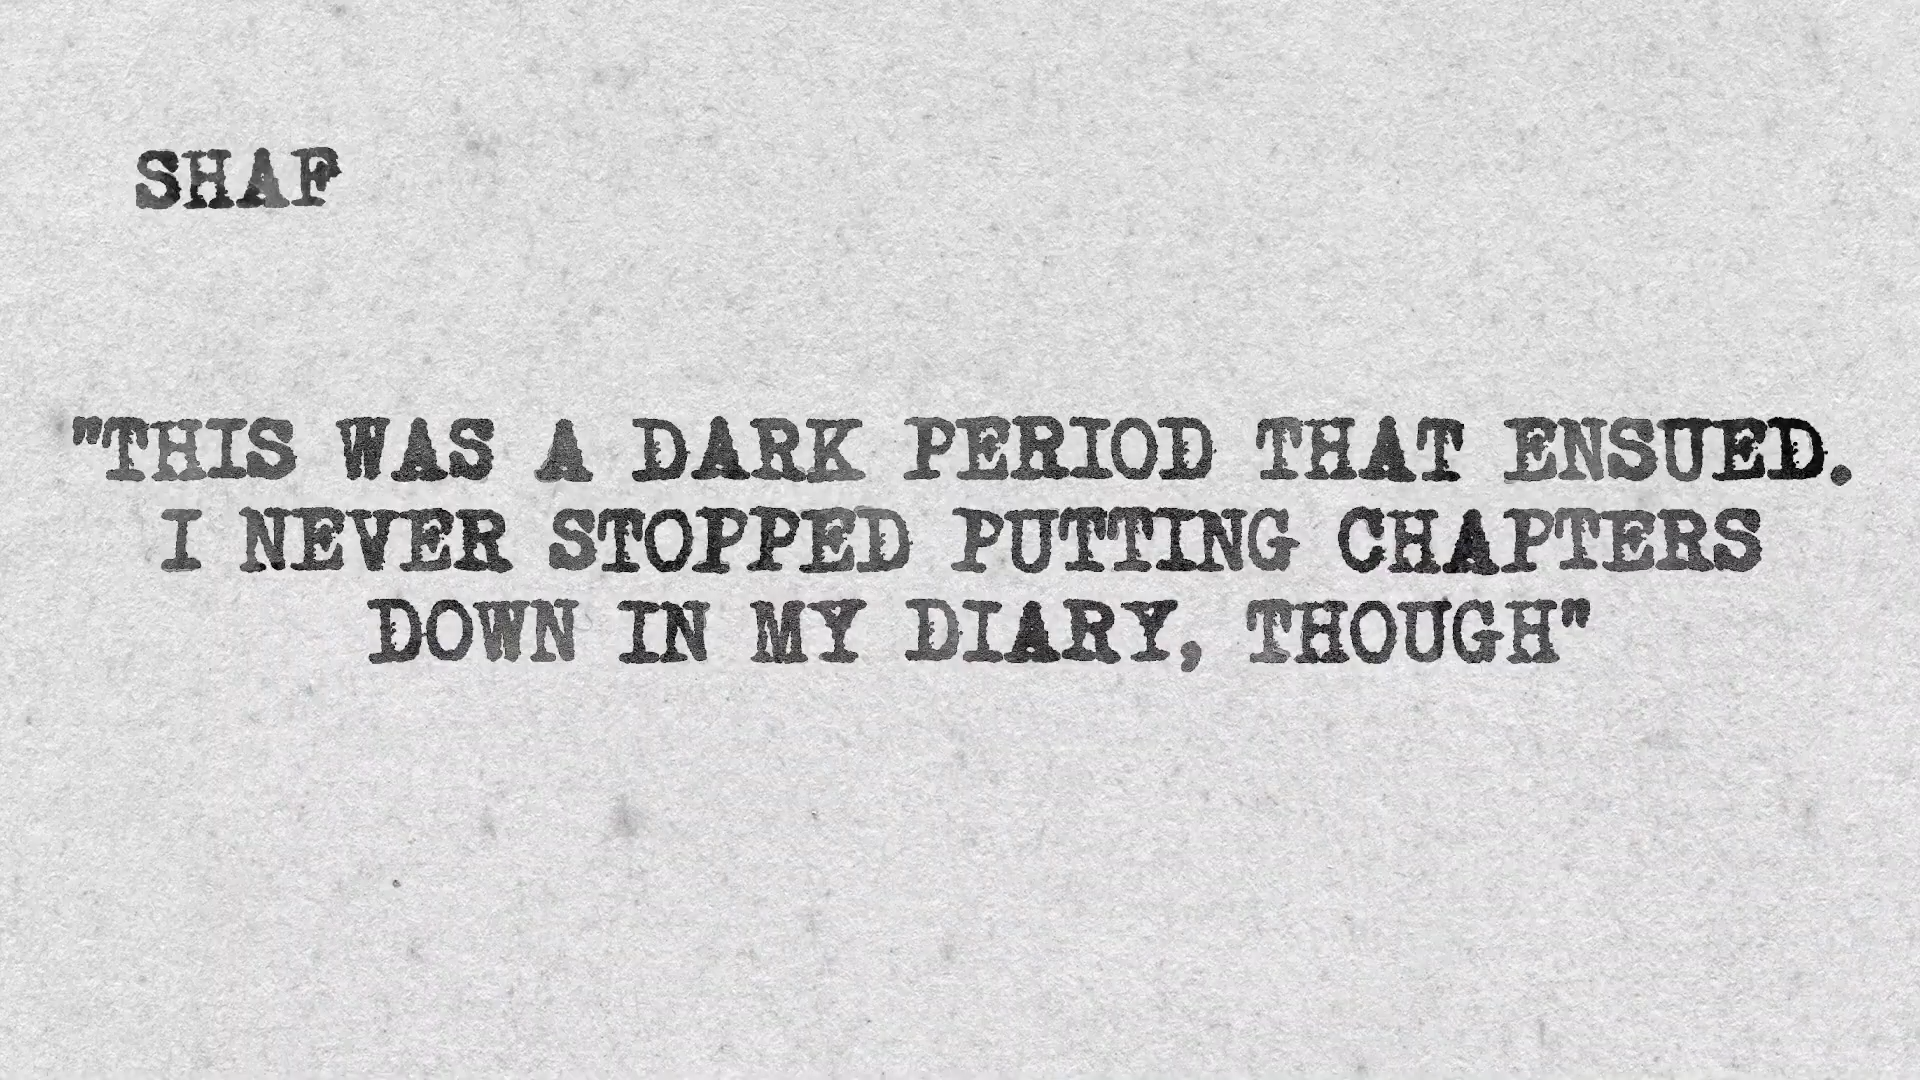 SHAF
"THIS WAS A DARK PERIOD THAT ENSUED.
I NEVER STOPPED PUTTING CHAPTERS
DOWN IN MY DIARY, THOUGH"